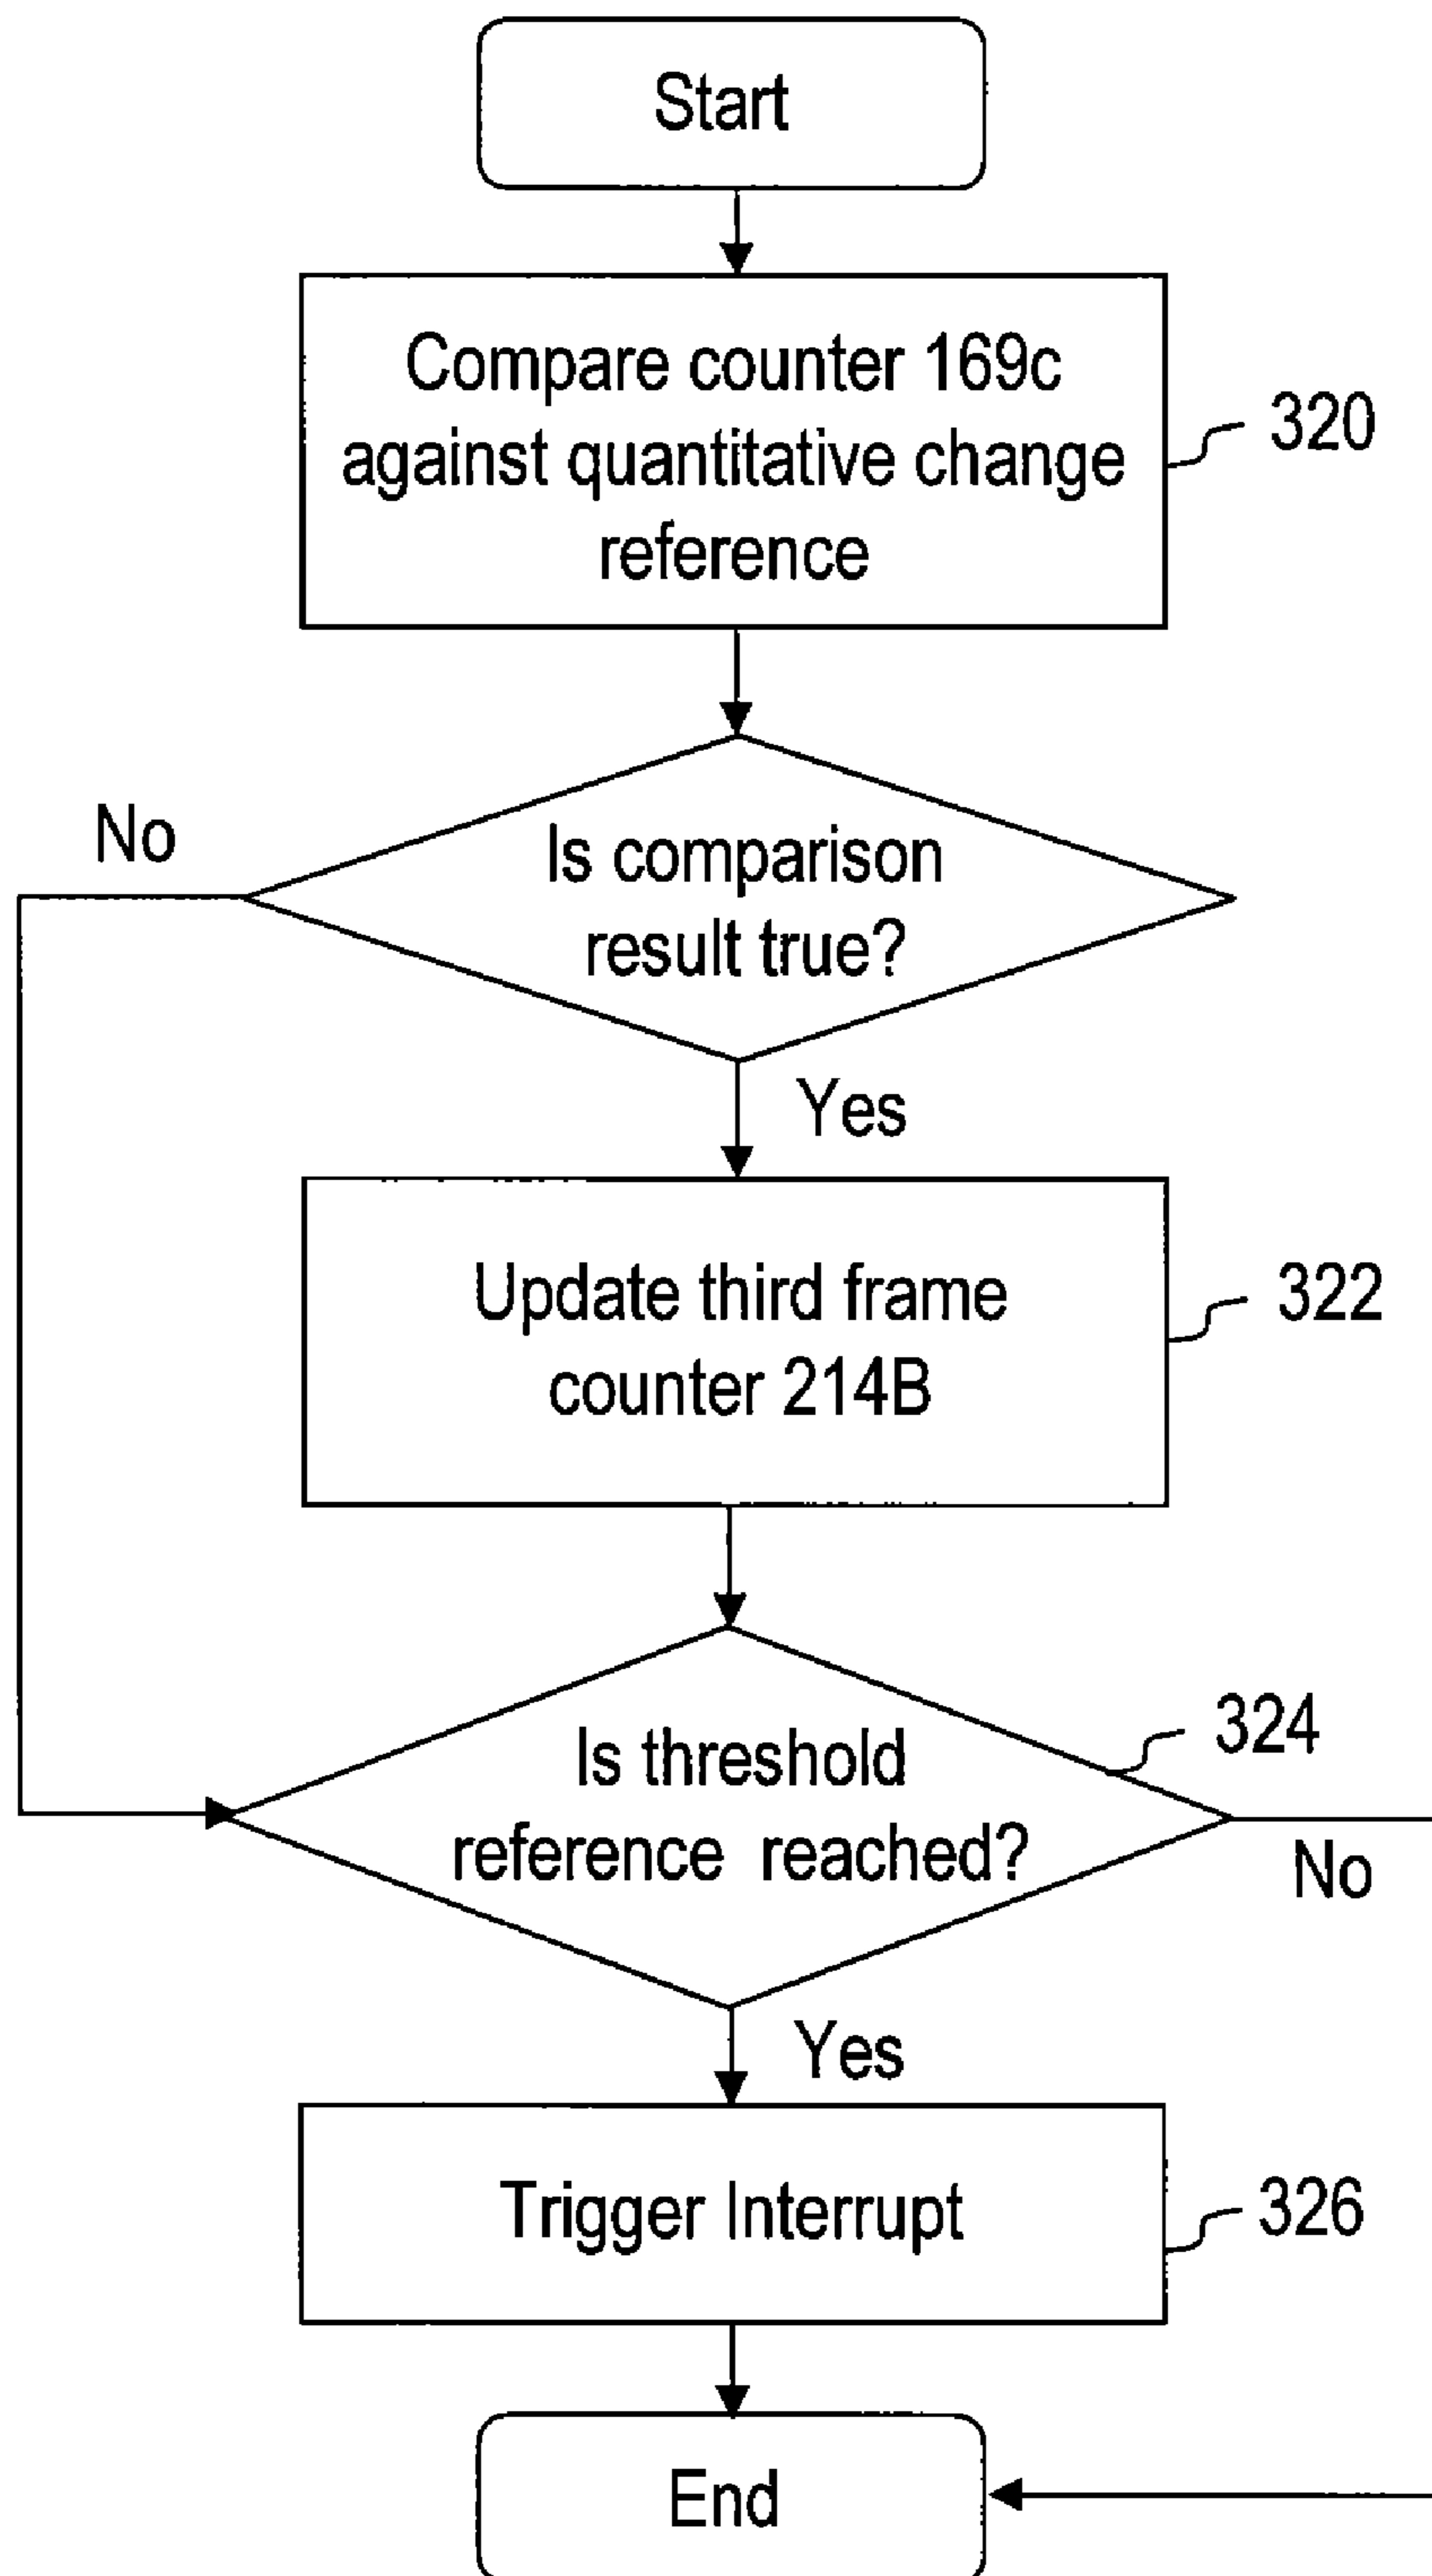 Start
Compare counter 169c
against quantitative change
reference
320
No
Is comparison
result true?
Yes
Update third frame
counter 214B
322
Is threshold
reference reached?
324
No
Yes
Trigger Interrupt
326
End